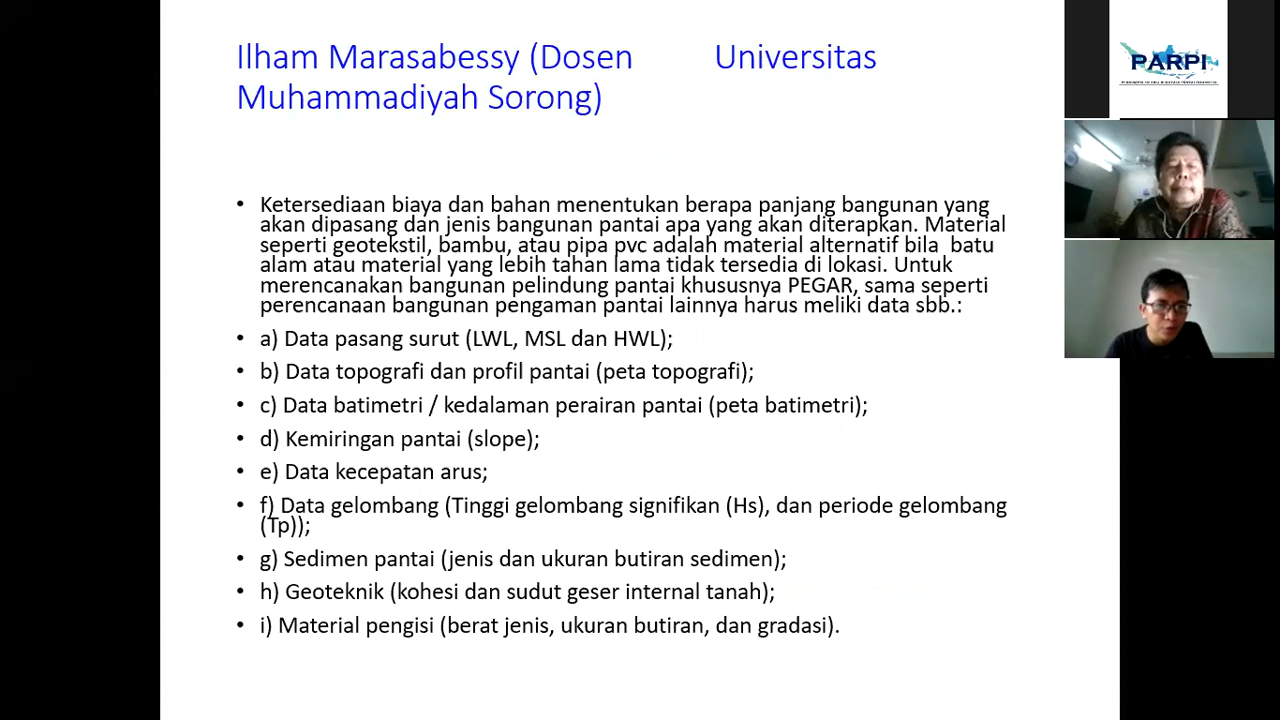 Ilham Marasabessy (Dosen Universitas
Muhammadiyah Sorong)
PARPI
• Ketersediaan biaya dan bahan menentukan berapa panjang bangunan yang
akan dipasang dan jenis bangunan pantai apa yang akan diterapkan. Material
seperti geotekstil, bambu, atau pipa pvc adalah material alternatif bila batu
alam atau material yang lebih tahan lama tidak tersedia di lokasi. Untuk
merencanakan bangunan pelindung pantai khususnya PEGAR, sama seperti
perencanaan bangunan pengaman pantai lainnya harus meliki data sbb.:
• a) Data pasang surut (LWL, MSL dan HWL);
• b) Data topografi dan profil pantai (peta topografi);
• c) Data batimetri / kedalaman perairan pantai (peta batimetri);
• d) Kemiringan pantai (slope);
• e) Data kecepatan arus;
• f) Data gelombang (Tinggi gelombang signifikan (Hs), dan periode gelombang
(Tp));
• g) Sedimen pantai (jenis dan ukuran butiran sedimen);
• h) Geoteknik (kohesi dan sudut geser internal tanah);
• i) Material pengisi (berat jenis, ukuran butiran, dan gradasi).